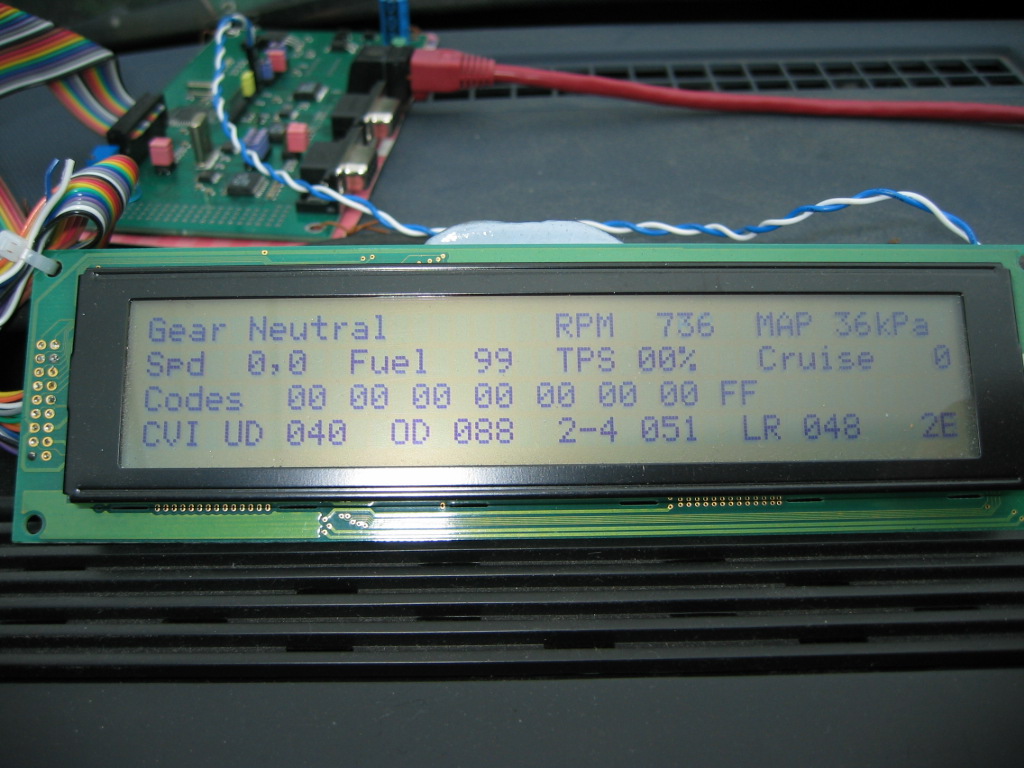 Gear Neutral RPM 736 MAP 36kPa
Spd 0,0 Fuel 99 TPS 00% Cruise 0
Codes 00 00 00 00 00 00 00 FF
CVI UD 040 OD 088 2-4 051 LR 048 2E